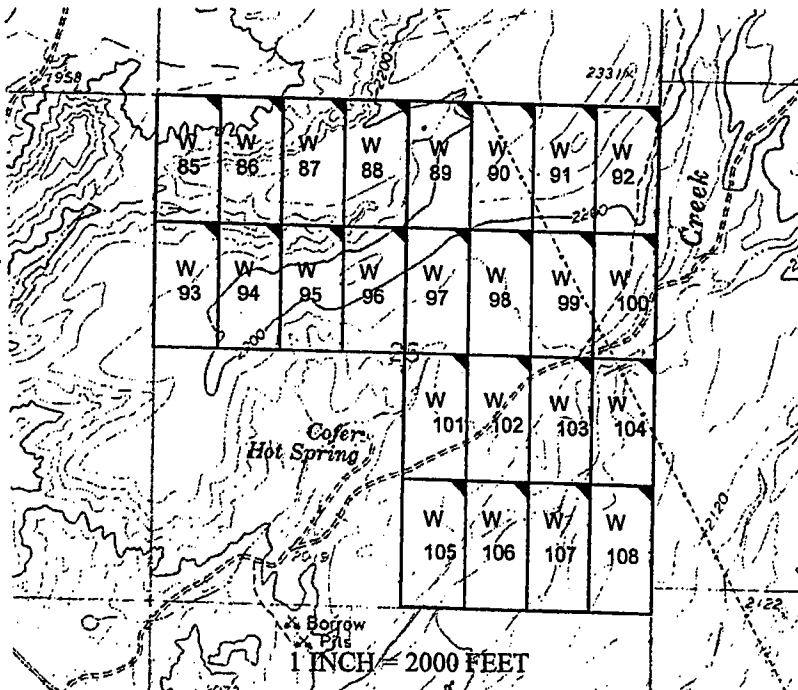 1958
2200
2331
W 85
W 86
W 87
W 88
W 89
W 90
W 91
W 92
2200
Creek
W 93
W 94
W 95
W 96
W 97
W 98
W 99
W 100
2200
W 101
W 102
W 103
W 104
Cofer
Hot Spring
W 105
W 106
W 107
W 108
2120
2122
Borrow
Pits
1 INCH = 2000 FEET